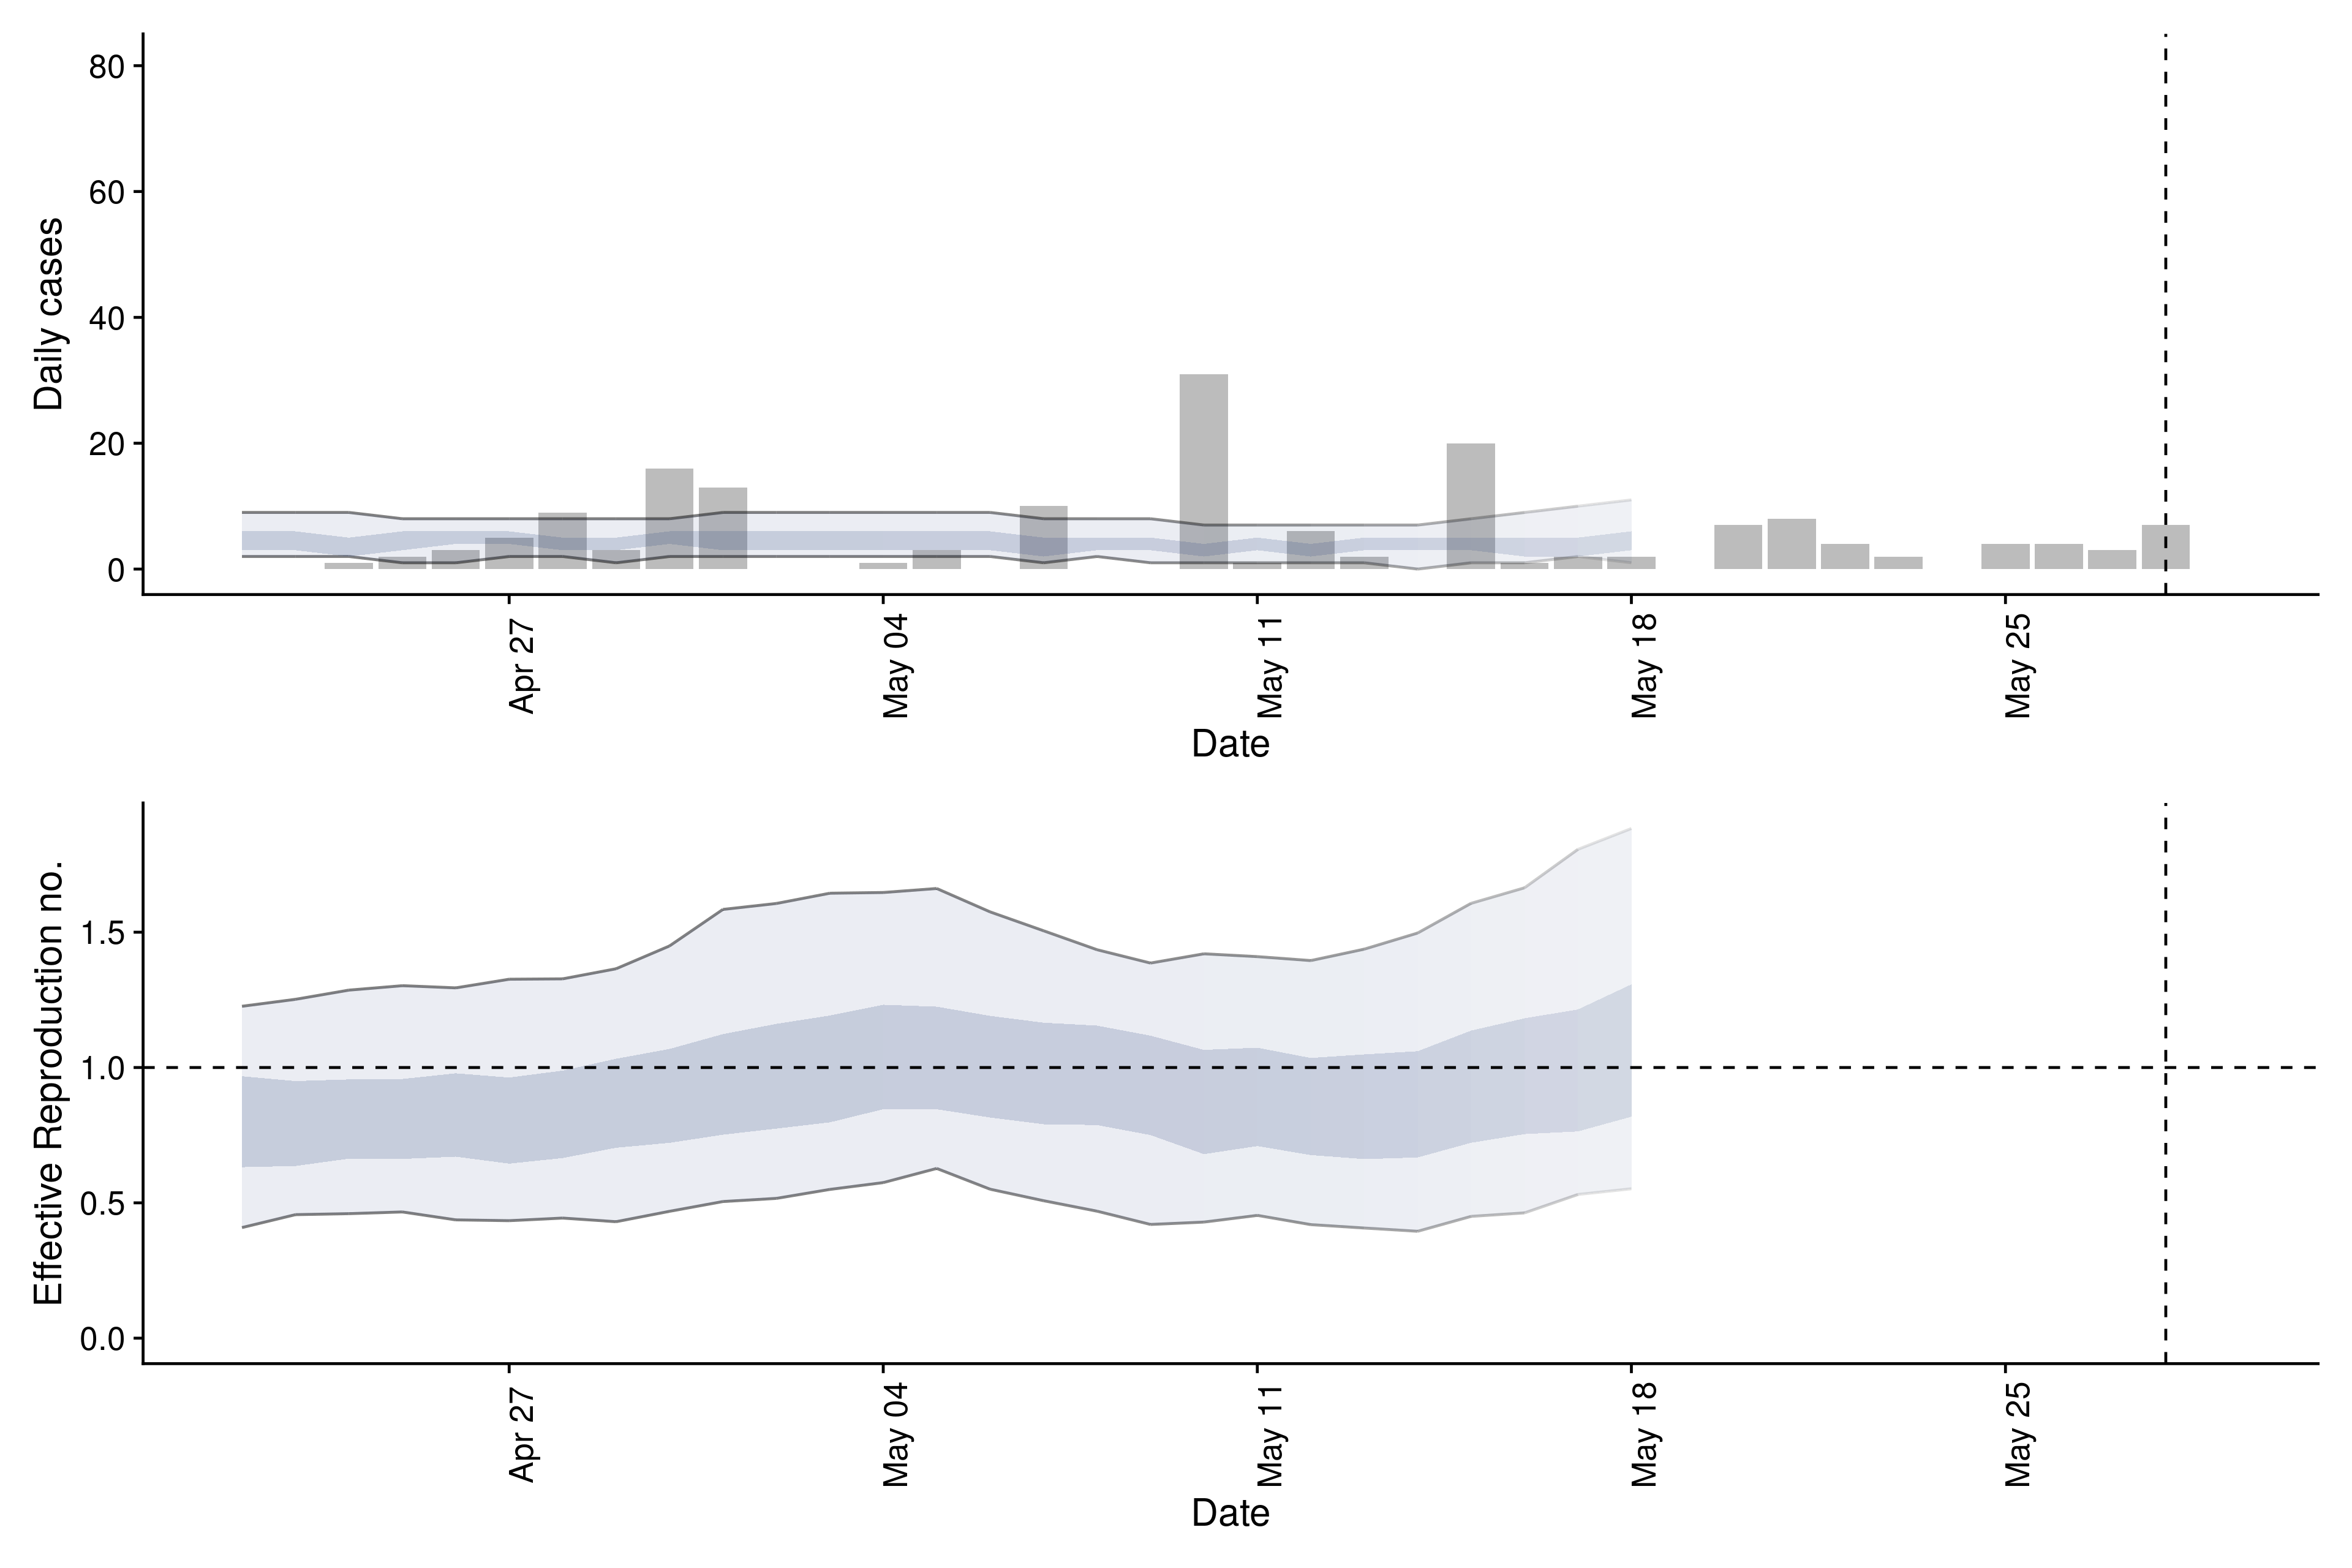 Daily cases
80
60
40
20
0
Apr 27
May 04
May 11
May 18
May 25
Date
Effective Reproduction no.
1.5
1.0
0.5
0.0
Apr 27
May 04
May 11
May 18
May 25
Date